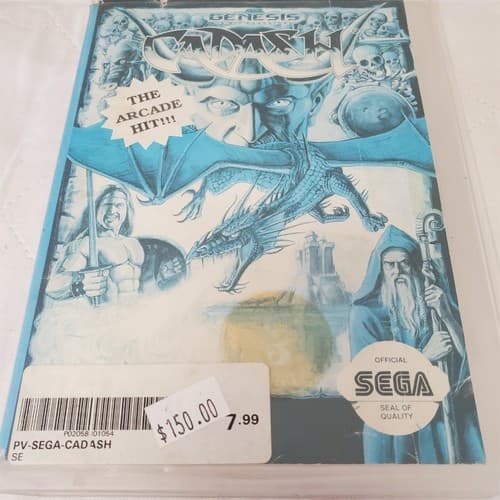 GENESIS
CADASH
THE
ARCADE
HIT!!!
OFFICIAL
SEGA
SEAL OF
QUALITY
$150.00
7.99
P02058 I01054
PV-SEGA-CADASH
SE